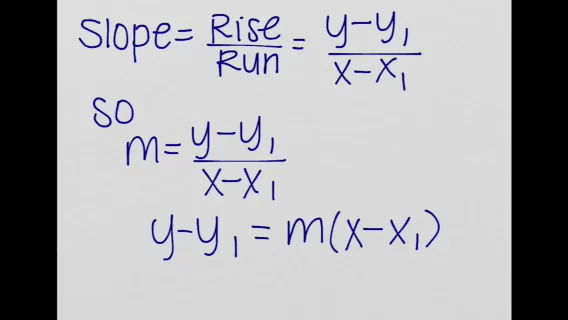 Slope = Rise/Run = y-y₁/x-x₁
so
m = y-y₁/x-x₁
y-y₁ = m(x-x₁)